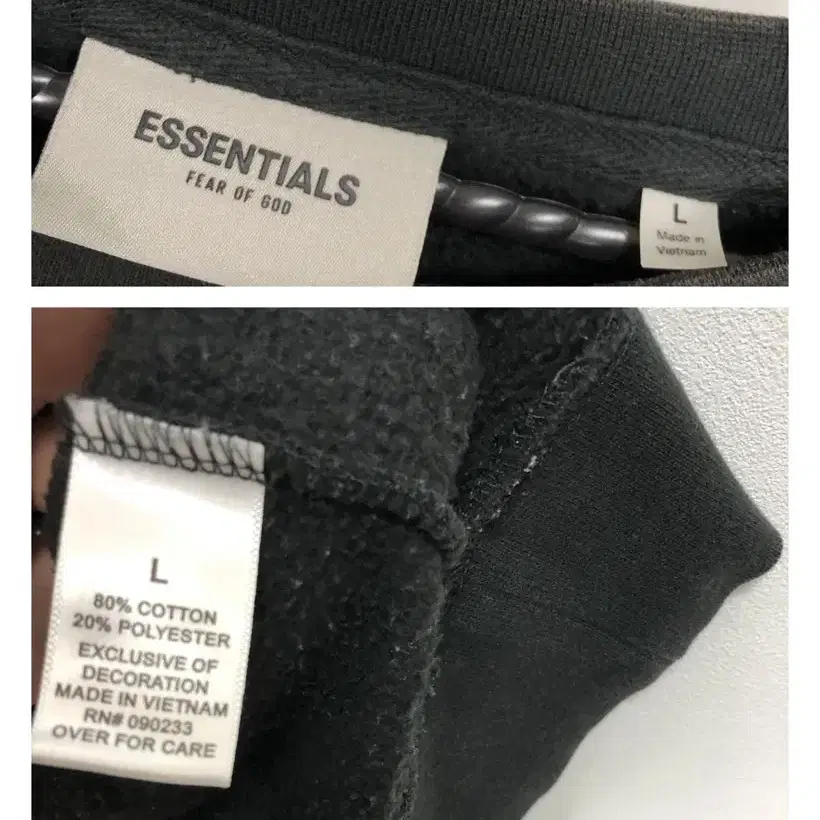 ESSENTIALS
FEAR OF GOD
L
Made in
Vietnam
L
80% COTTON
20% POLYESTER
EXCLUSIVE OF
DECORATION
MADE IN VIETNAM
RN# 090233
OVER FOR CARE